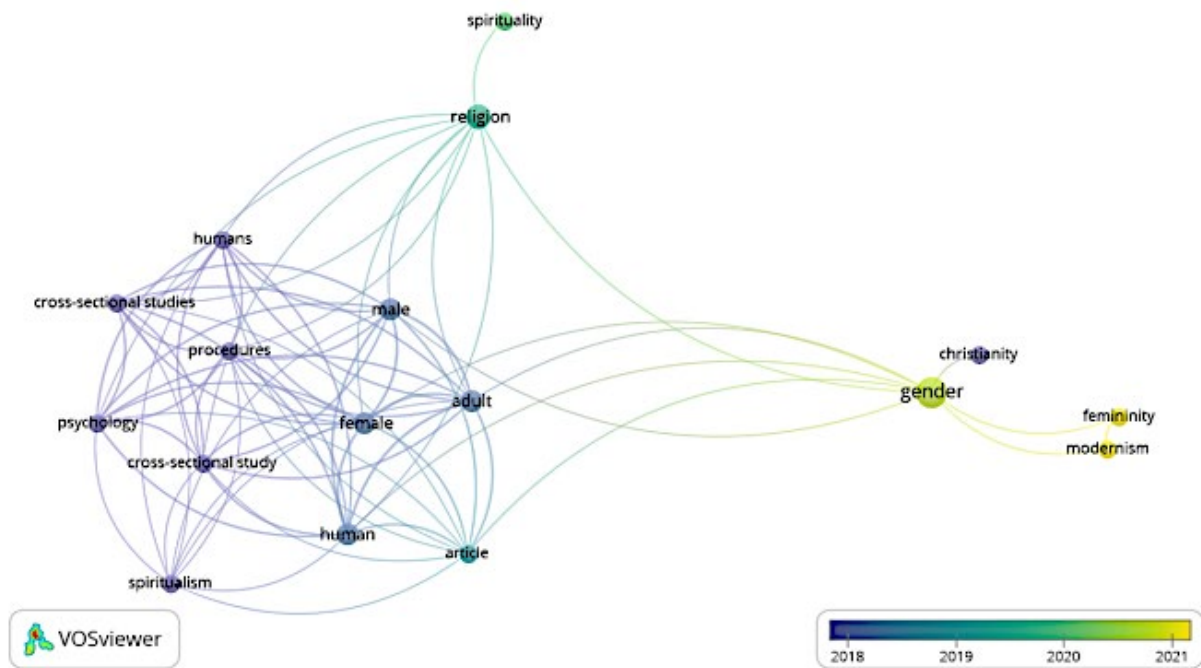 spirituality
religion
humans
cross-sectional studies
male
procedures
christianity
gender
adult
femininity
psychology
female
modernism
cross-sectional study
human
article
spiritualism
VOSviewer
2018 2019 2020 2021